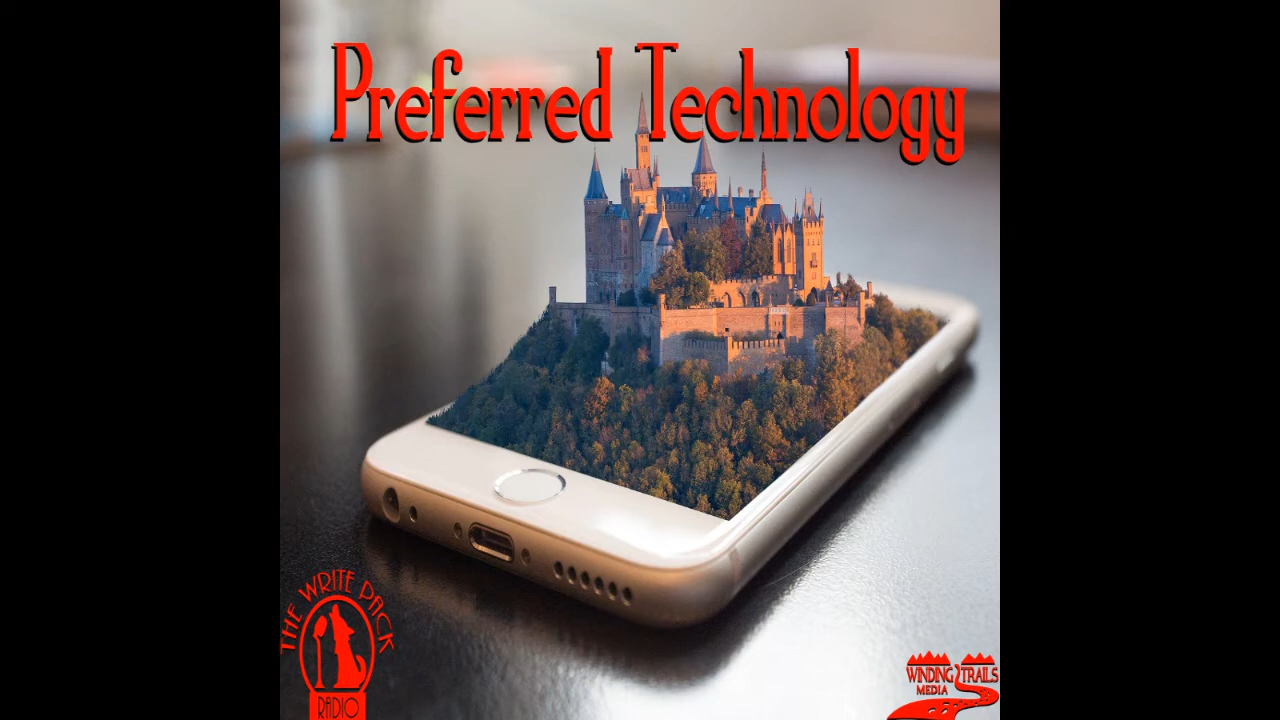 Preferred Technology
THE WRITE PACK
RADIO
WINDING TRAILS
MEDIA